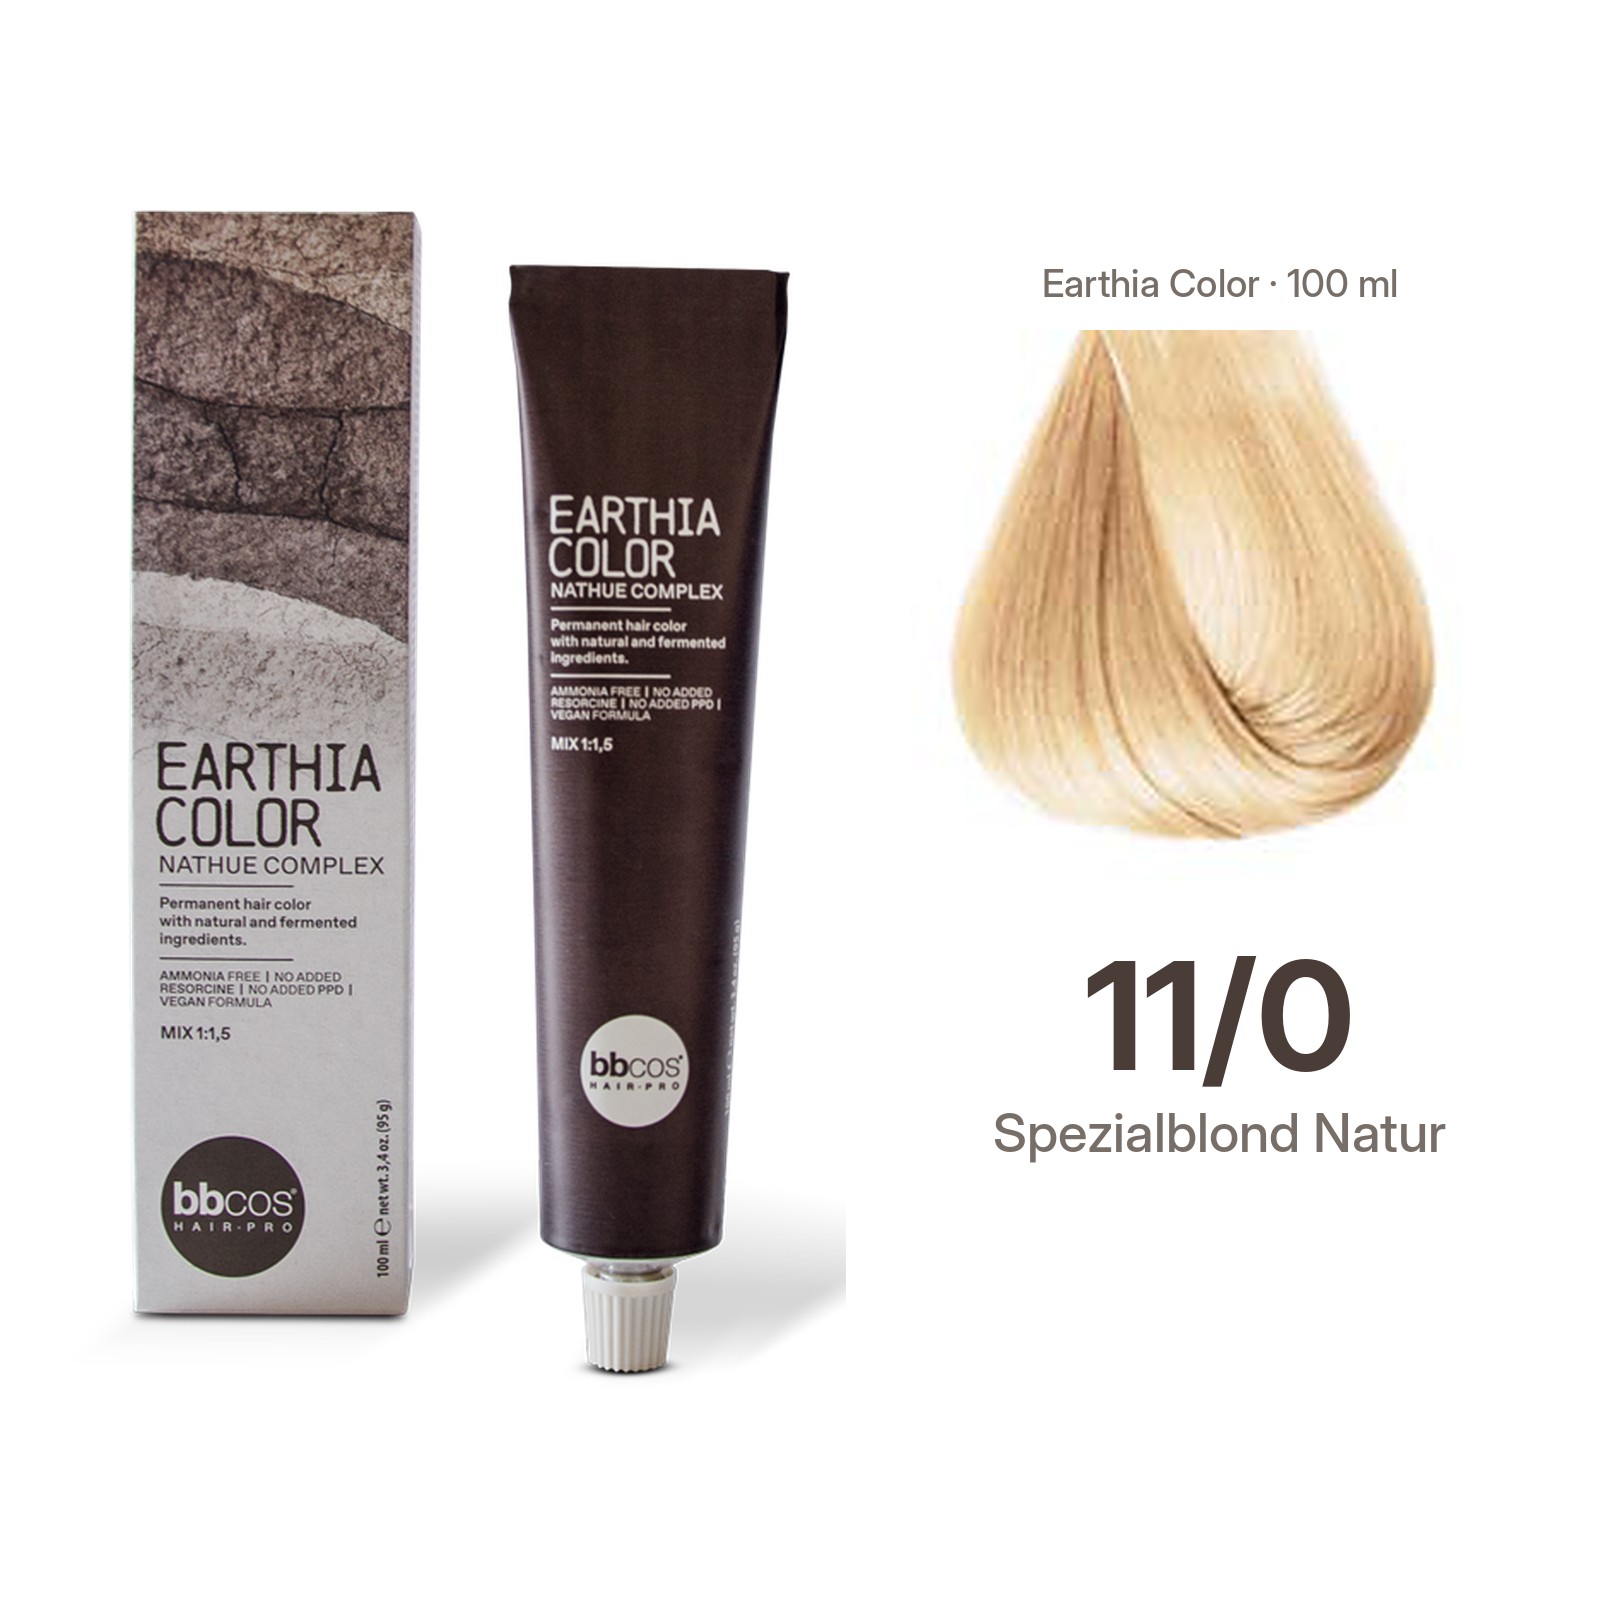 EARTHIA
COLOR
NATHUE COMPLEX
Permanent hair color
with natural and fermented
ingredients.
AMMONIA FREE | NO ADDED
RESORCINE | NO ADDED PPD |
VEGAN FORMULA
MIX 1:1,5
bbcos®
HAIR-PRO
100 ml ℮ net wt. 3,4 oz. (95 g)
EARTHIA
COLOR
NATHUE COMPLEX
Permanent hair color
with natural and fermented
ingredients.
AMMONIA FREE | NO ADDED
RESORCINE | NO ADDED PPD |
VEGAN FORMULA
MIX 1:1,5
bbcos®
HAIR-PRO
Earthia Color · 100 ml
11/0
Spezialblond Natur